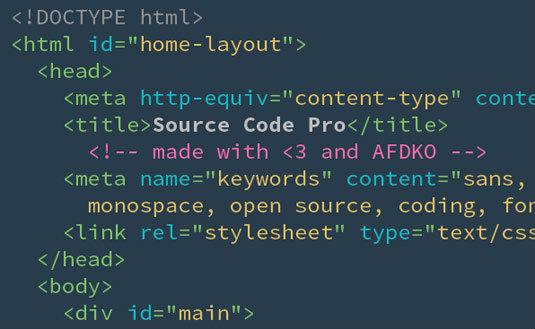 <!DOCTYPE html>
<html id="home-layout">
<head>
<meta http-equiv="content-type"
<title>Source Code Pro</title>
<!-- made with <3 and AFDKO -->
<meta name="keywords" content="sans,
monospace, open source, coding,
<link rel="stylesheet" type="text/css
</head>
<body>
<div id="main">